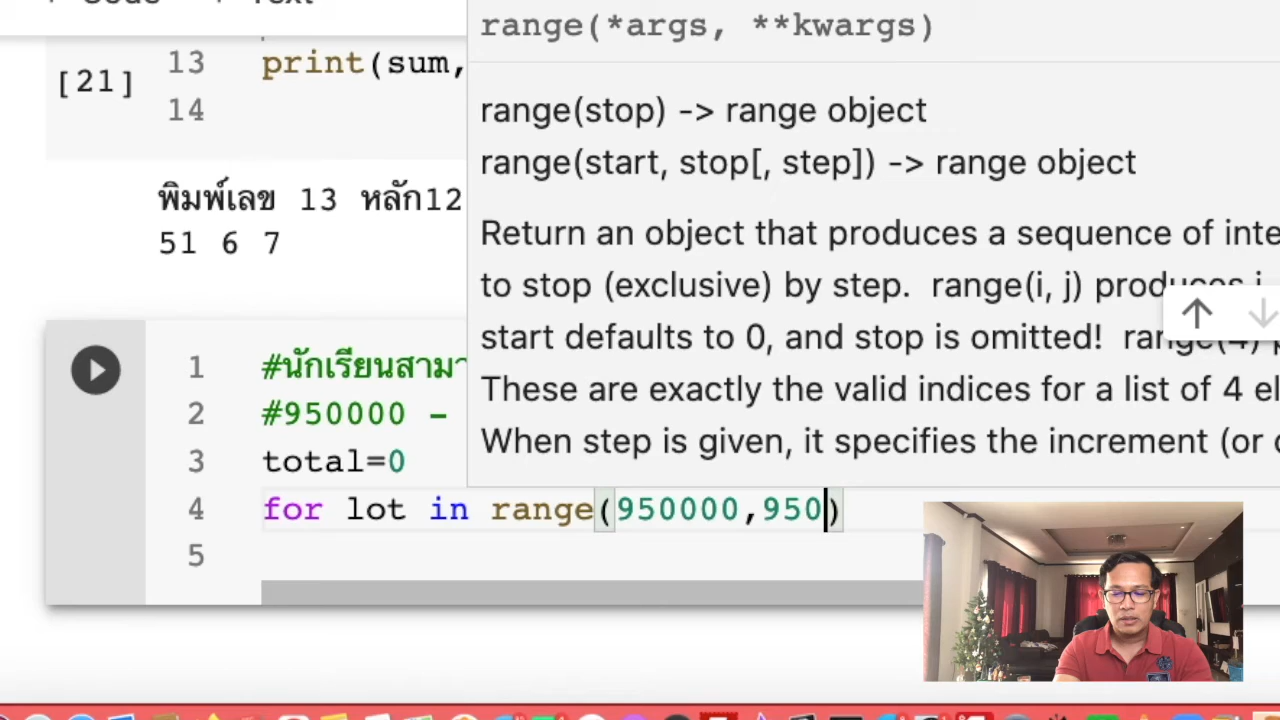 range(*args, **kwargs)
13 print(sum,
[21]
14
range(stop) -> range object
range(start, stop[, step]) -> range object
พิมพ์เลข 13 หลัก12
51 6 7
Return an object that produces a sequence of inte
to stop (exclusive) by step. range(i, j) produces i,
start defaults to 0, and stop is omitted! range(4) p
These are exactly the valid indices for a list of 4 el
When step is given, it specifies the increment (or
1 #นักเรียนสามา
2 #950000 -
3 total=0
4 for lot in range(950000,950)
5